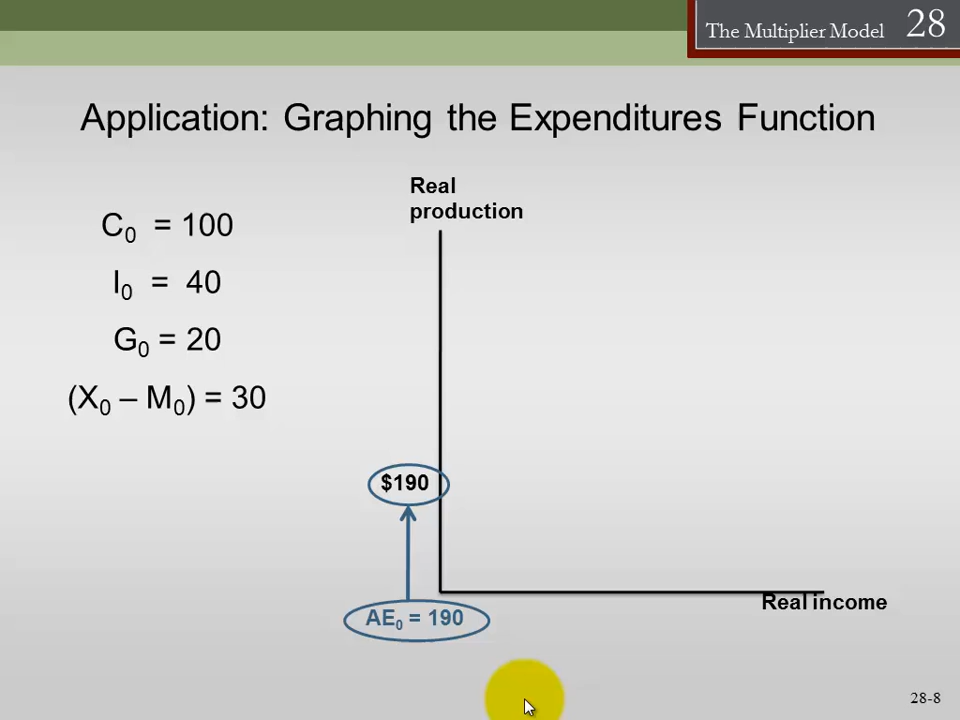 The Multiplier Model 28
Application: Graphing the Expenditures Function
Real
production
C₀ = 100
I₀ = 40
G₀ = 20
(X₀ – M₀) = 30
$190
AE₀ = 190
Real income
28-8